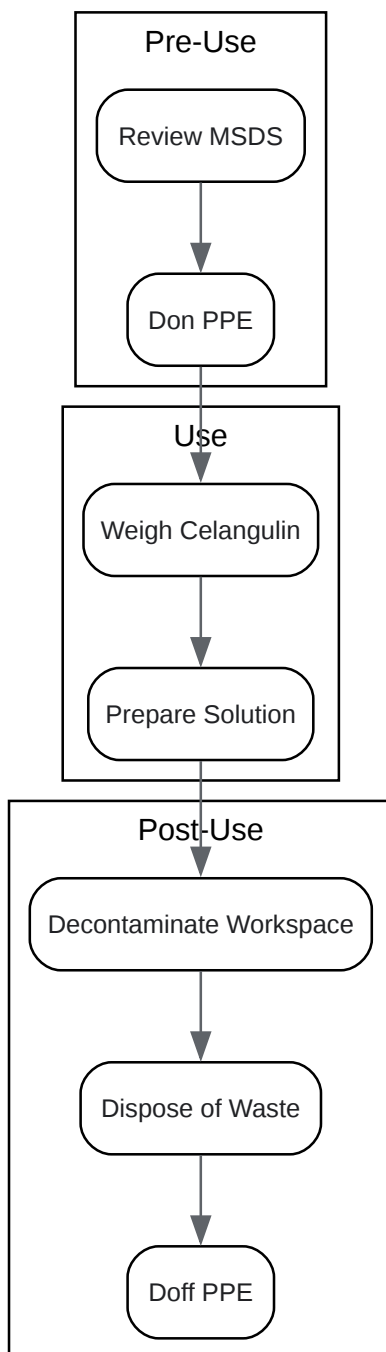 Pre-Use
Review MSDS
Don PPE
Use
Weigh Celangulin
Prepare Solution
Post-Use
Decontaminate Workspace
Dispose of Waste
Doff PPE